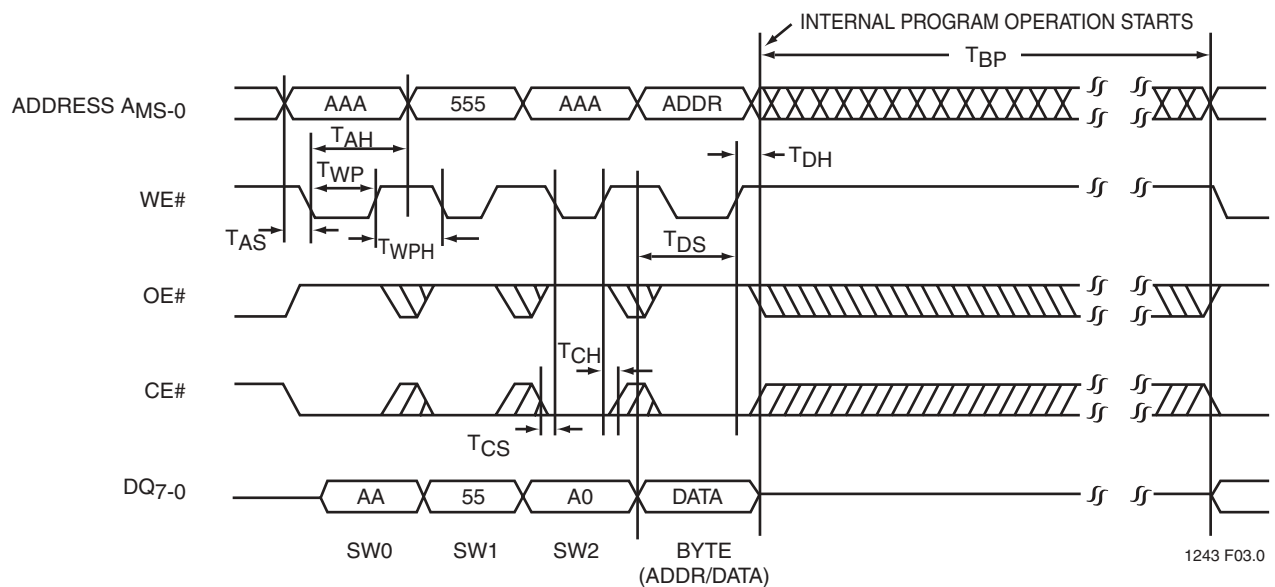 INTERNAL PROGRAM OPERATION STARTS
TBP
ADDRESS AMS-0
AAA 555 AAA ADDR
TAH
TDH
TWP
WE#
TAS
TWPH
TDS
OE#
TCH
CE#
TCS
DQ7-0
AA 55 A0 DATA
SW0 SW1 SW2 BYTE
(ADDR/DATA)
1243 F03.0